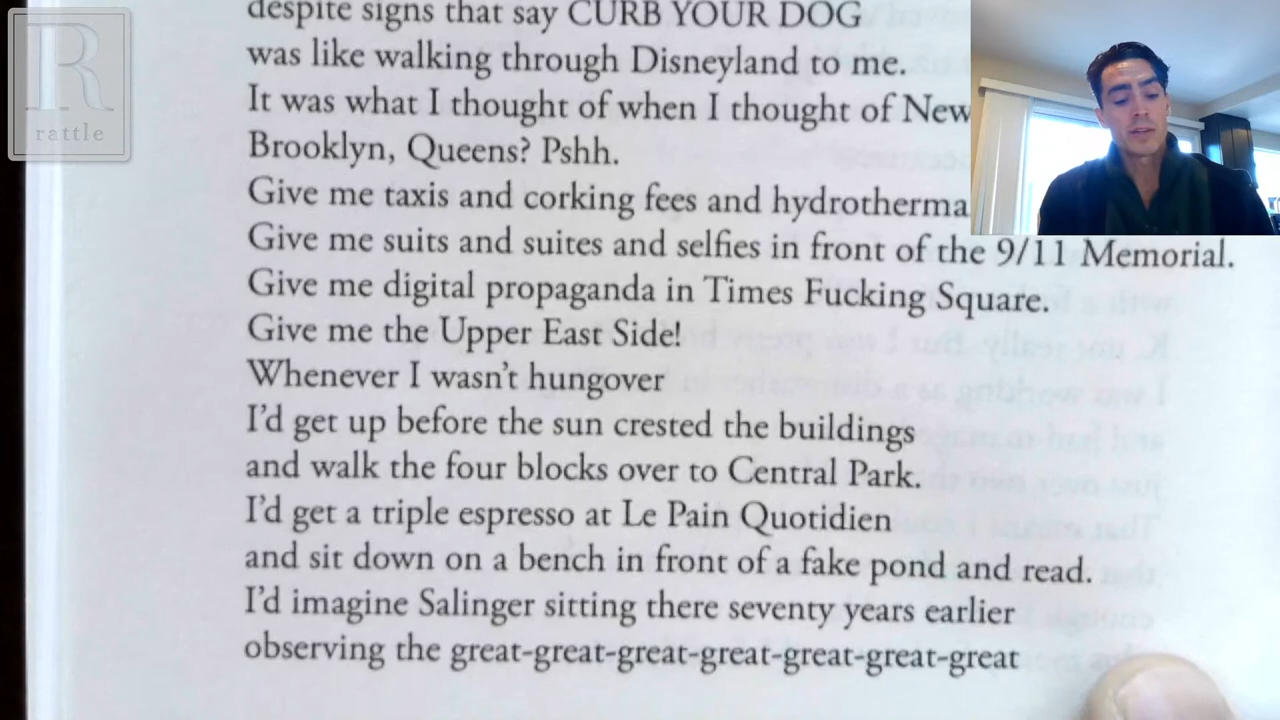 R
rattle
despite signs that say CURB YOUR DOG
was like walking through Disneyland to me.
It was what I thought of when I thought of New
Brooklyn, Queens? Pshh.
Give me taxis and corking fees and hydrotherma
Give me suits and suites and selfies in front of the 9/11 Memorial.
Give me digital propaganda in Times Fucking Square.
Give me the Upper East Side!
Whenever I wasn't hungover
I'd get up before the sun crested the buildings
and walk the four blocks over to Central Park.
I'd get a triple espresso at Le Pain Quotidien
and sit down on a bench in front of a fake pond and read.
I'd imagine Salinger sitting there seventy years earlier
observing the great-great-great-great-great-great-great